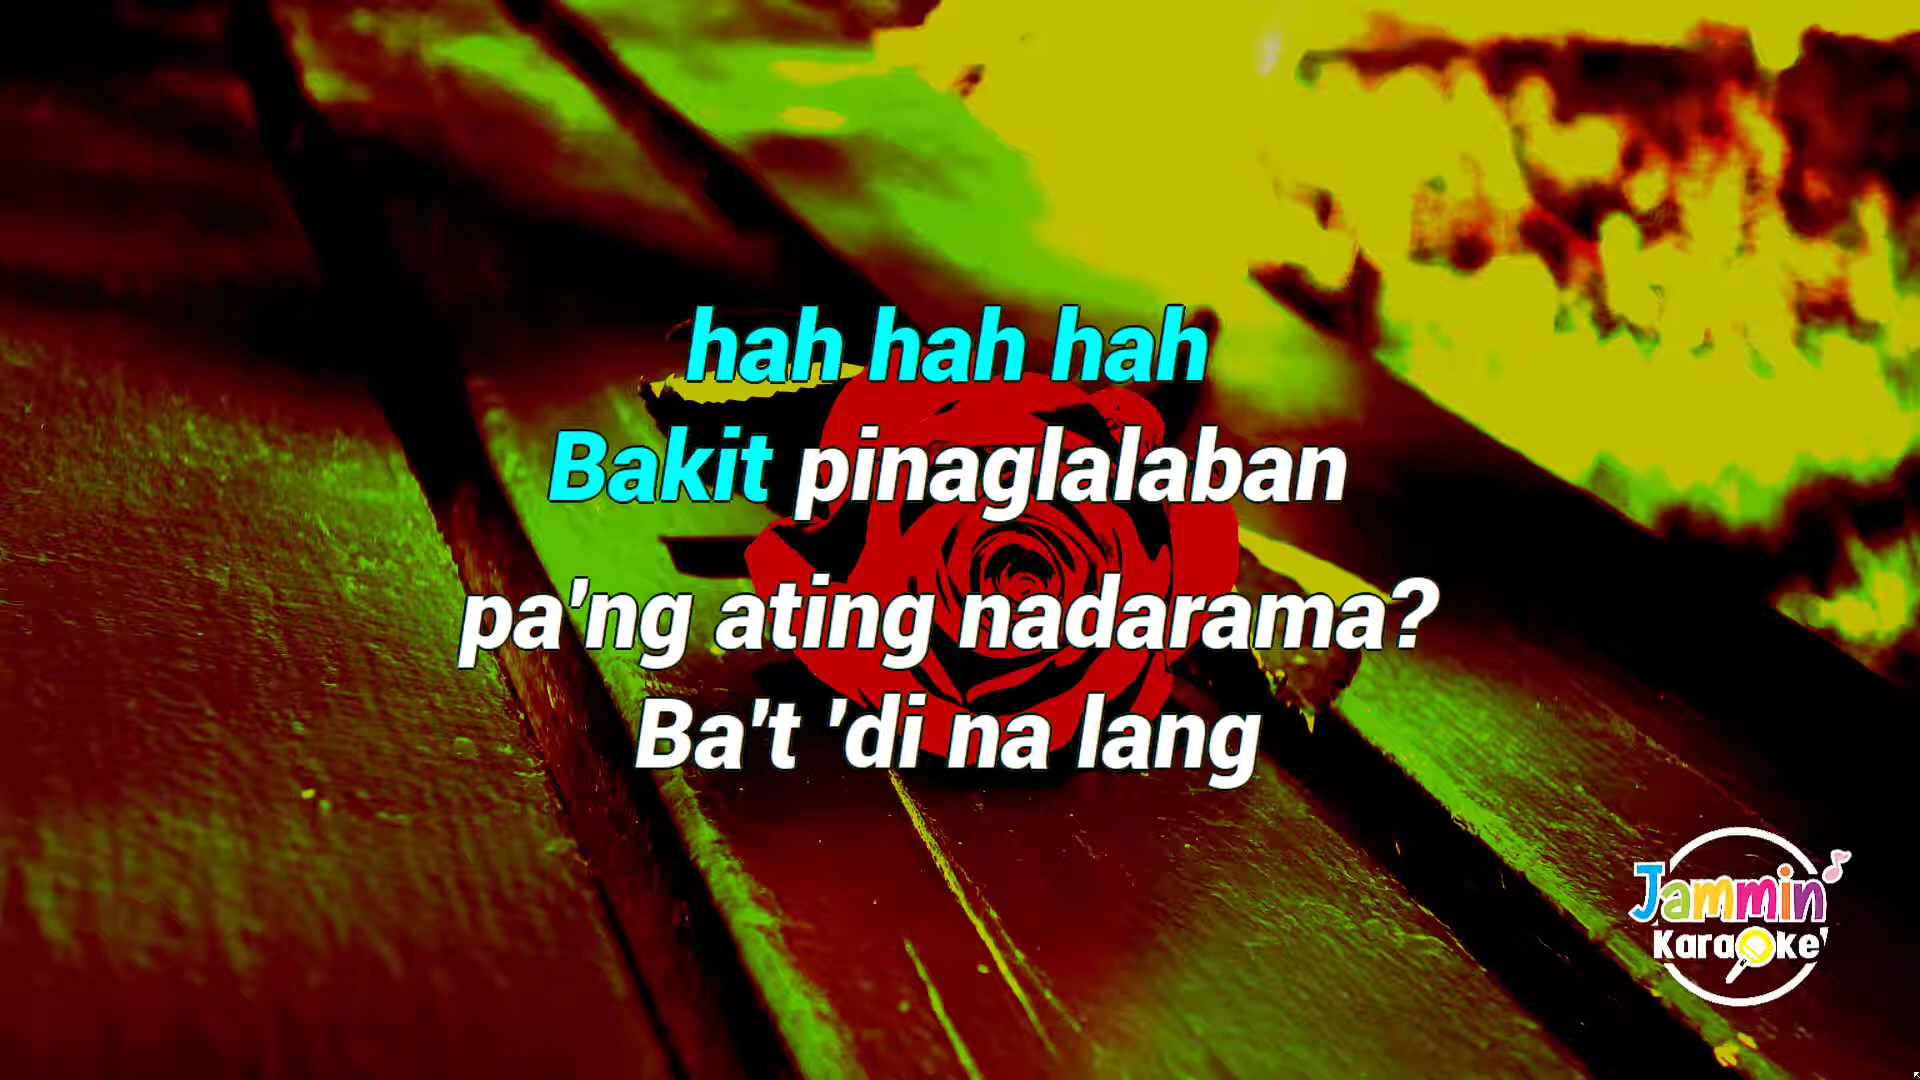 hah hah hah
Bakit pinaglalaban
pa'ng ating nadarama?
Ba't 'di na lang
Jammin'
Karaoke'